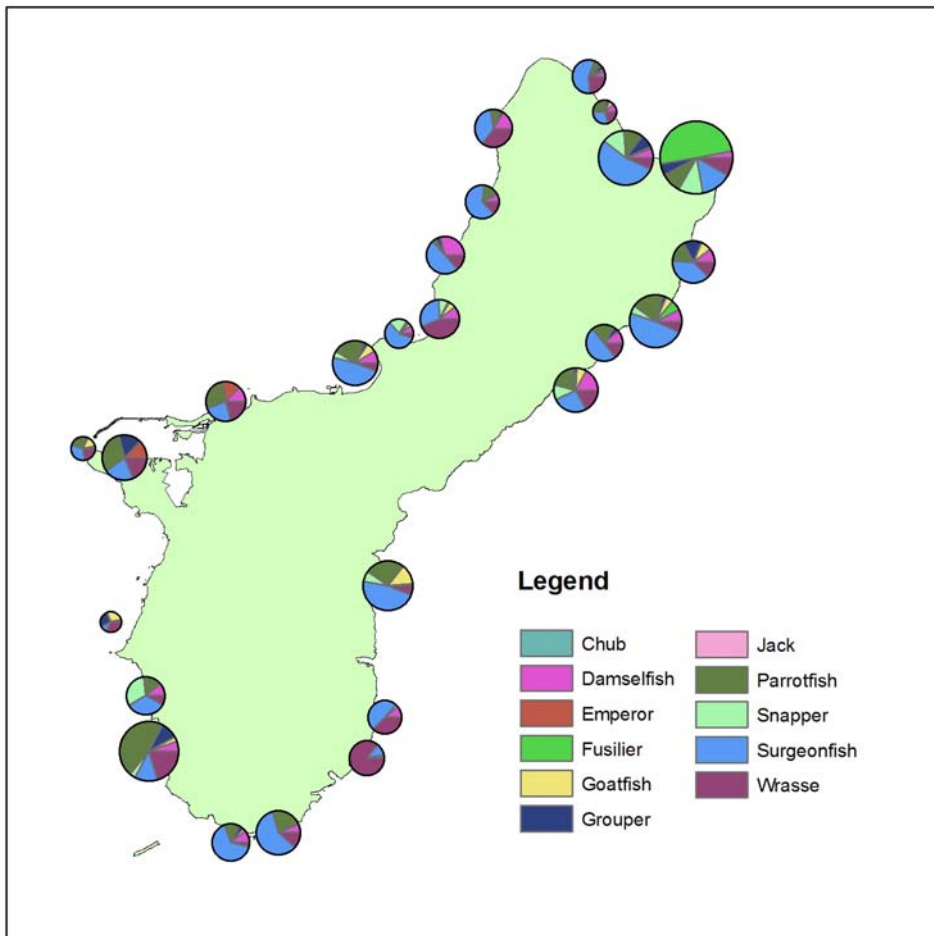 Legend
Chub
Damselfish
Emperor
Fusilier
Goatfish
Grouper
Jack
Parrotfish
Snapper
Surgeonfish
Wrasse